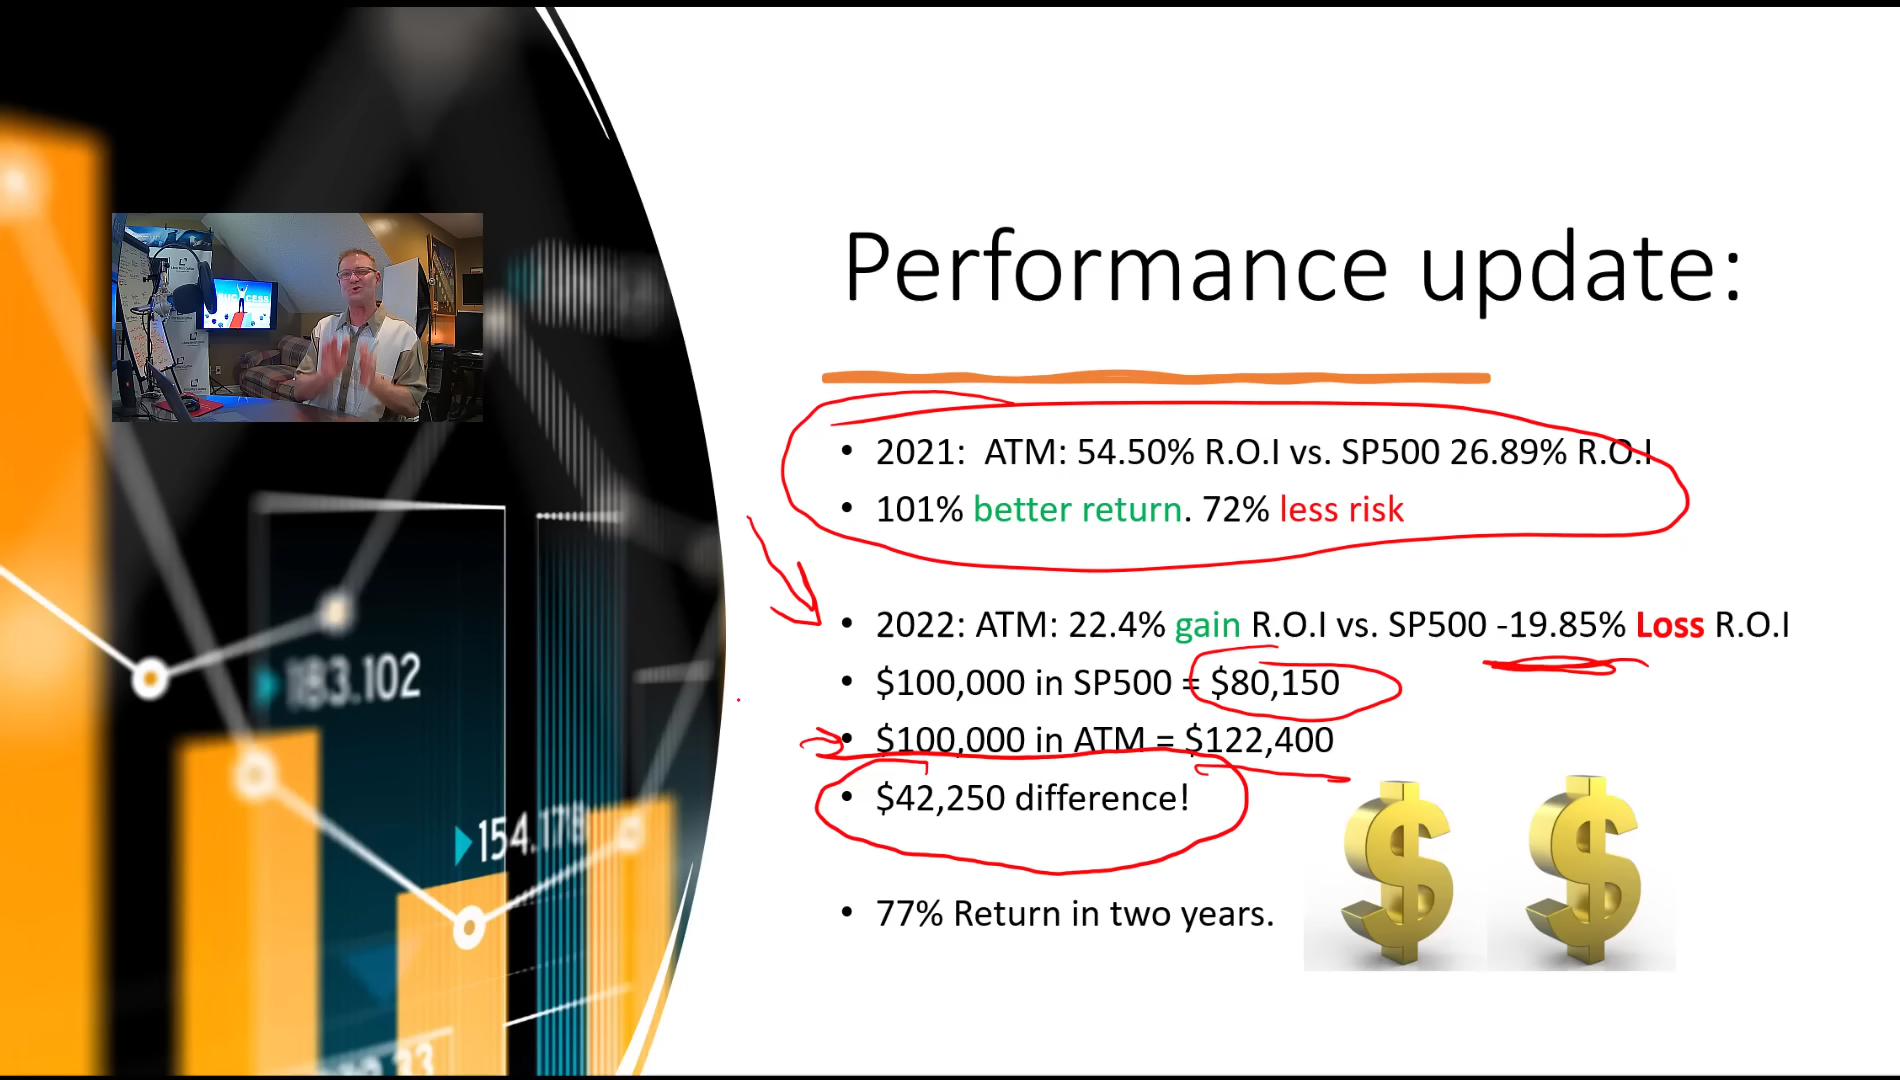 Performance update:
• 2021:  ATM: 54.50% R.O.I vs. SP500 26.89% R.O.I
• 101% better return. 72% less risk
• 2022: ATM: 22.4% gain R.O.I vs. SP500 -19.85% Loss R.O.I
• $100,000 in SP500 = $80,150
• $100,000 in ATM = $122,400
• $42,250 difference!
• 77% Return in two years.
183.102
154.178